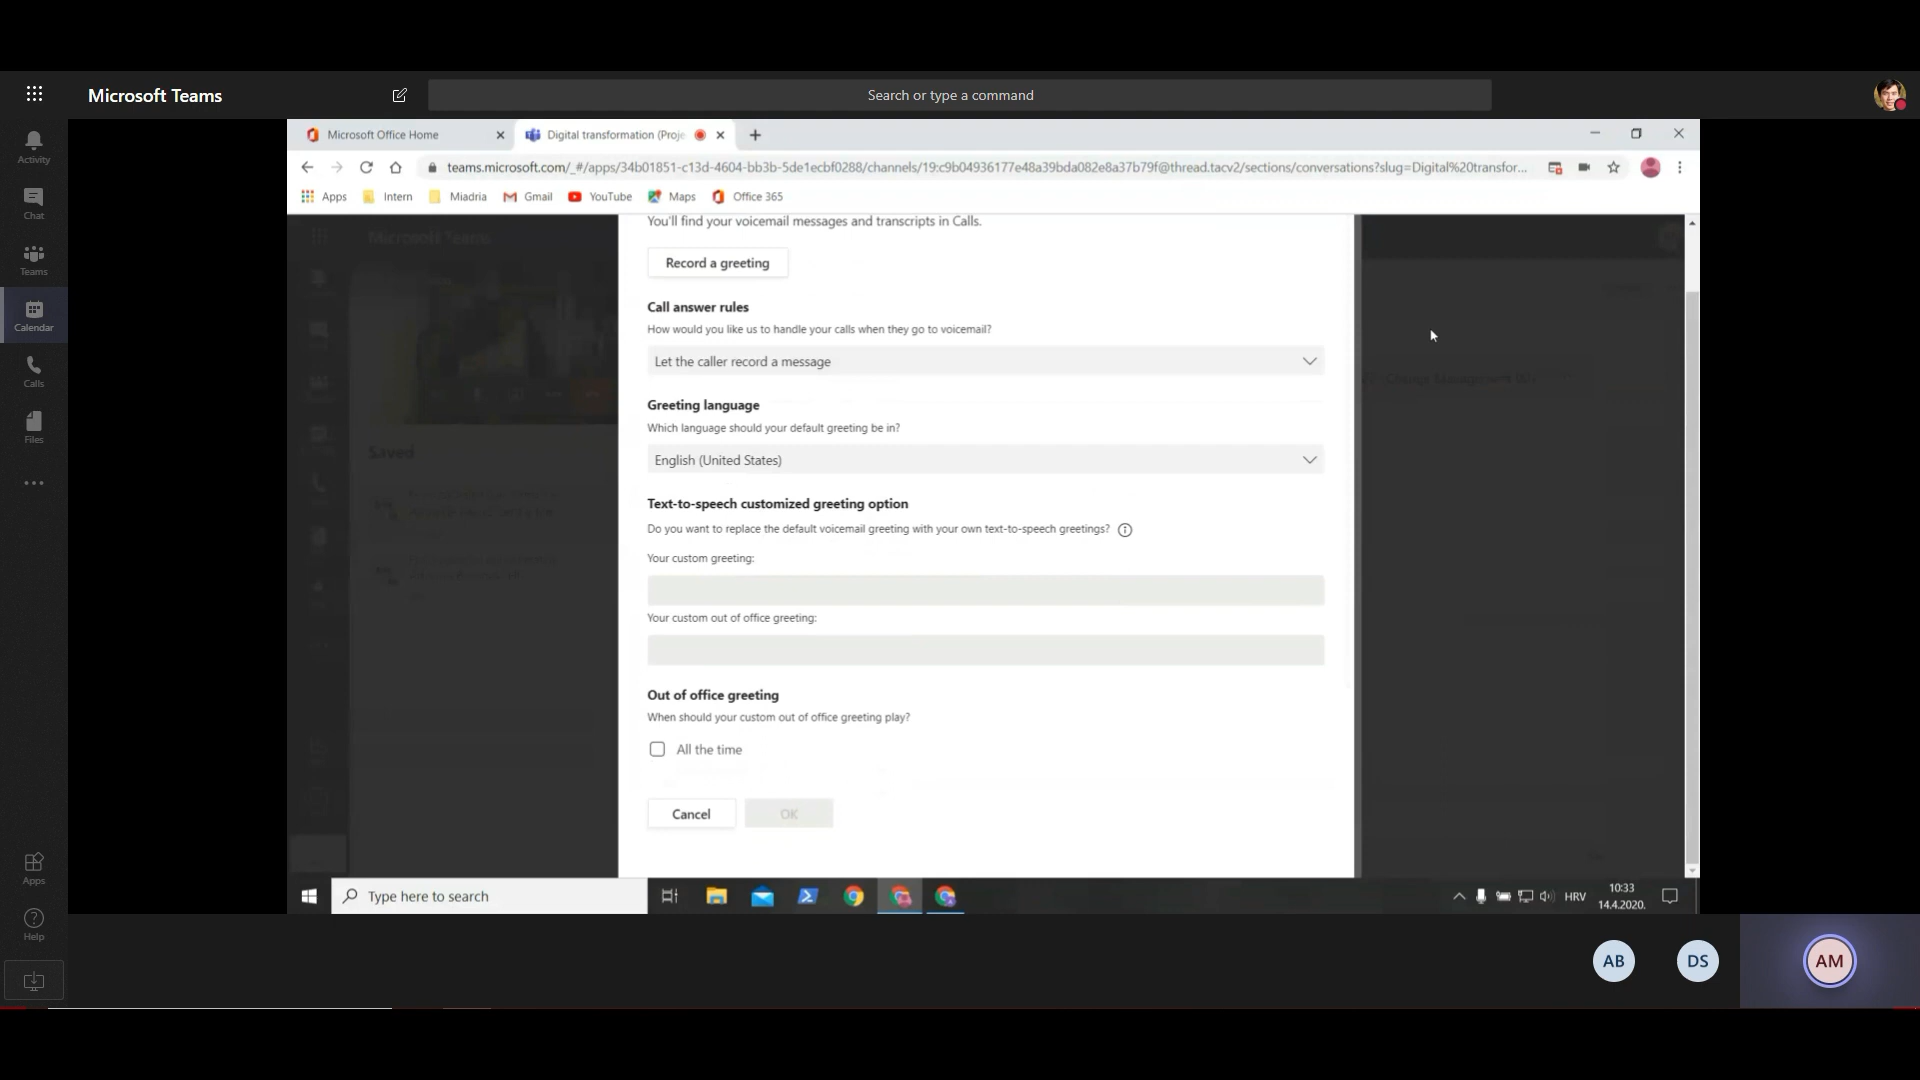 Microsoft Teams
Search or type a command
Activity
Chat
Teams
Calendar
Calls
Files
Apps
Help
Microsoft Office Home
Digital transformation (Proje
teams.microsoft.com/_#/apps/34b01851-c13d-4604-bb3b-5de1ecbf0288/channels/19:c9b04936177e48a39bda082e8a37b79f@thread.tacv2/sections/conversations?slug=Digital%20transfor...
Apps
Intern
Miadria
Gmail
YouTube
Maps
Office 365
Microsoft Teams
Saved
You'll find your voicemail messages and transcripts in Calls.
Record a greeting
Call answer rules
How would you like us to handle your calls when they go to voicemail?
Let the caller record a message
Greeting language
Which language should your default greeting be in?
English (United States)
Text-to-speech customized greeting option
Do you want to replace the default voicemail greeting with your own text-to-speech greetings?
Your custom greeting:
Your custom out of office greeting:
Out of office greeting
When should your custom out of office greeting play?
All the time
Cancel
OK
Change Management
Type here to search
HRV
10:33
14.4.2020.
AB
DS
AM